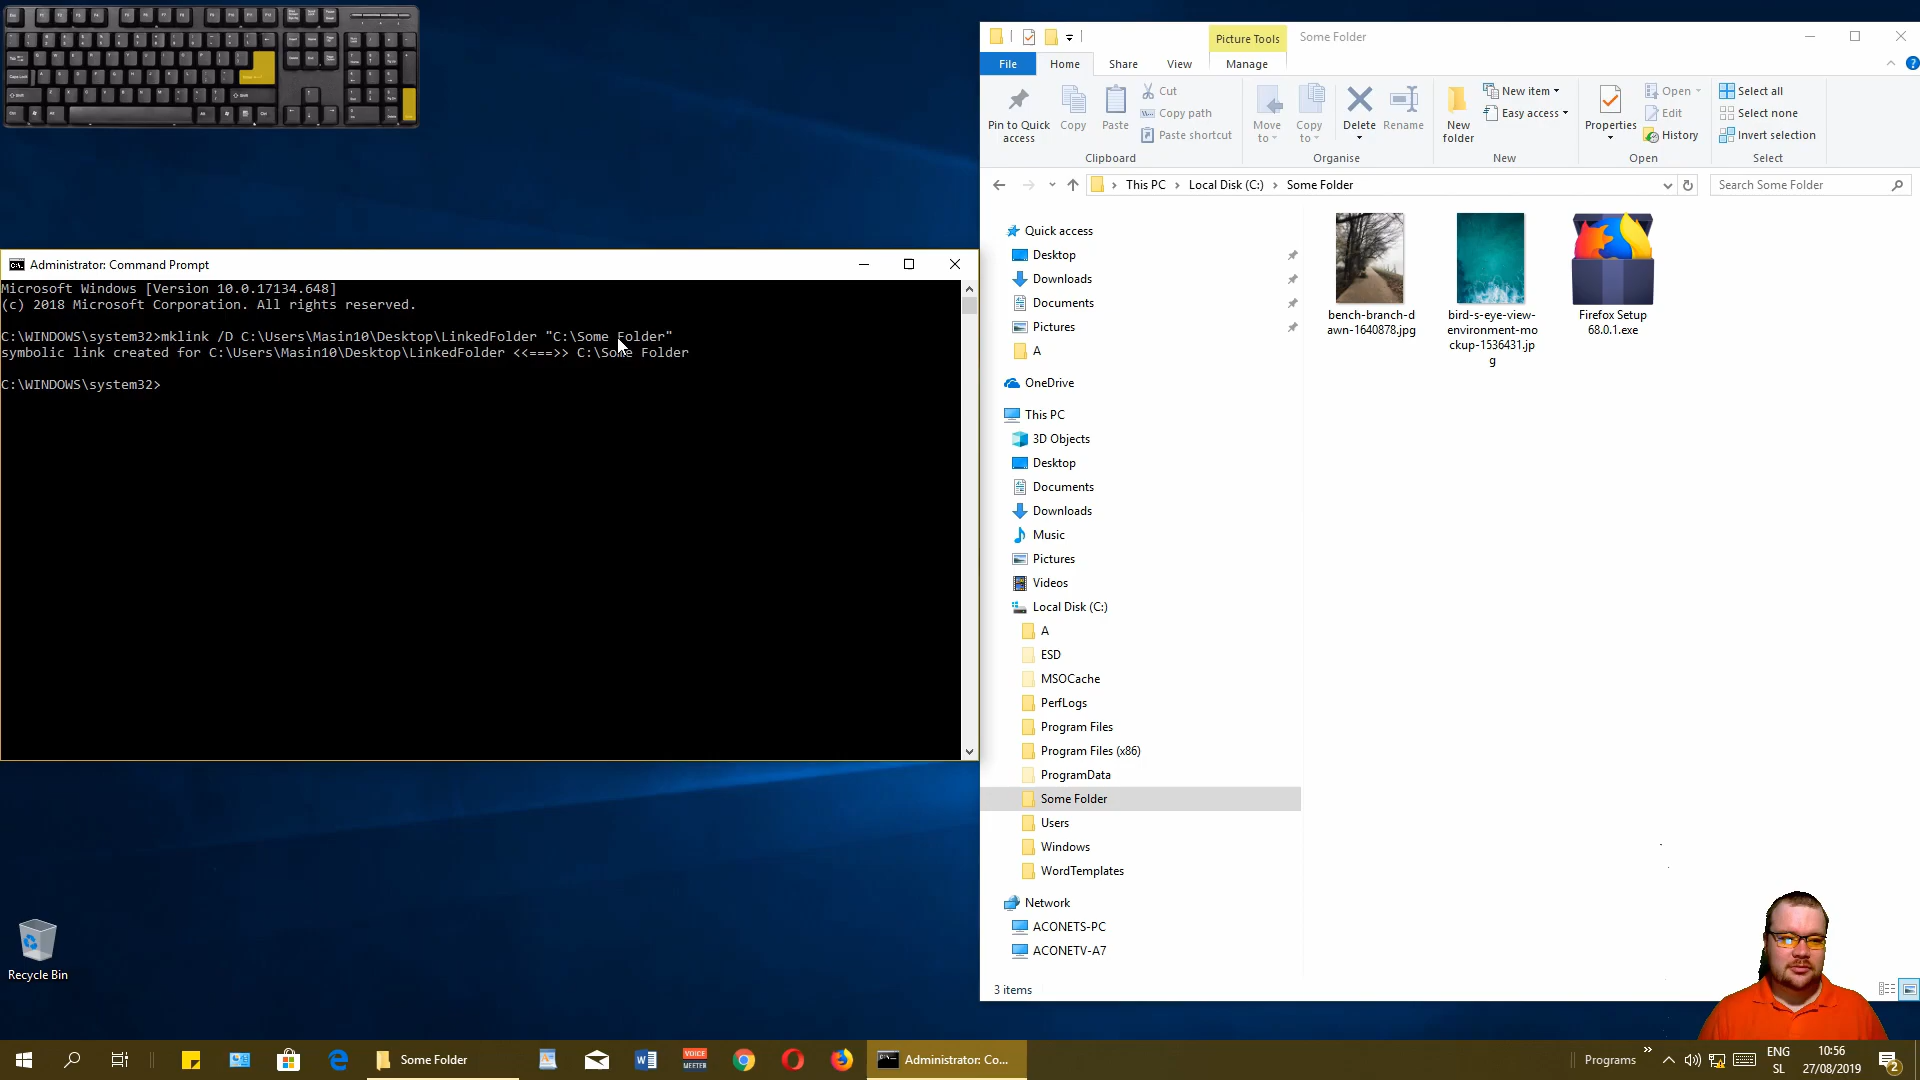 Picture Tools
Some Folder
File
Home
Share
View
Manage
Pin to Quick
access
Copy
Paste
Cut
Copy path
Paste shortcut
Clipboard
Move
to
Copy
to
Delete
Rename
Organise
New
folder
New item
Easy access
New
Properties
Open
Edit
History
Open
Select all
Select none
Invert selection
Select
This PC
Local Disk (C:)
Some Folder
Search Some Folder
Administrator: Command Prompt
Microsoft Windows [Version 10.0.17134.648]
(c) 2018 Microsoft Corporation. All rights reserved.
C:\WINDOWS\system32>mklink /D C:\Users\Masin10\Desktop\LinkedFolder "C:\Some Folder"
symbolic link created for C:\Users\Masin10\Desktop\LinkedFolder <<===>> C:\Some Folder
C:\WINDOWS\system32>
Quick access
Desktop
Downloads
Documents
Pictures
A
OneDrive
This PC
3D Objects
Desktop
Documents
Downloads
Music
Pictures
Videos
Local Disk (C:)
A
ESD
MSOCache
PerfLogs
Program Files
Program Files (x86)
ProgramData
Some Folder
Users
Windows
WordTemplates
Network
ACONETS-PC
ACONETV-A7
bench-branch-d
awn-1640878.jpg
bird-s-eye-view-
environment-mo
ckup-1536431.jp
g
Firefox Setup
68.0.1.exe
3 items
Recycle Bin
Some Folder
VOICE
MEETER
Administrator: Co...
Programs
ENG
SL
10:56
27/08/2019
2